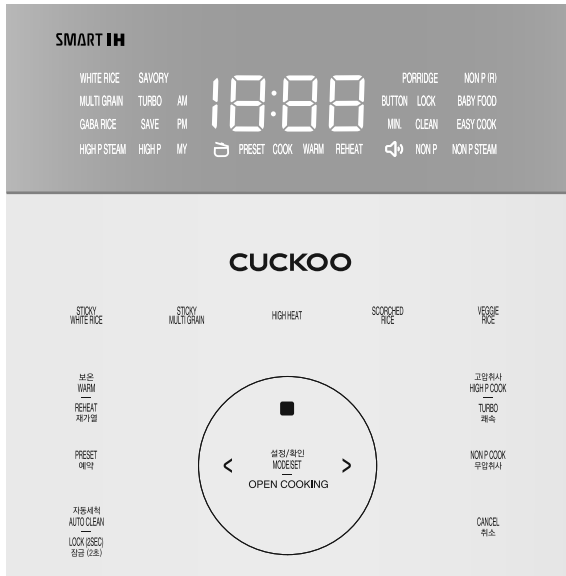 SMART IH
WHITE RICE SAVORY
MULTI GRAIN TURBO AM
GABA RICE SAVE PM
HIGH P STEAM HIGH P MY
18:88
PRESET COOK WARM REHEAT
PORRIDGE NON P (R)
BUTTON LOCK BABY FOOD
MIN. CLEAN EASY COOK
NON P NON P STEAM
CUCKOO
STICKY
WHITE RICE
STICKY
MULTI GRAIN
HIGH HEAT
SCORCHED
RICE
VEGGIE
RICE
보온
WARM
REHEAT
재가열
PRESET
예약
자동세척
AUTO CLEAN
LOCK (2SEC)
잠금 (2초)
설정/확인
MODE/SET
OPEN COOKING
고압취사
HIGH P COOK
TURBO
쾌속
NON P COOK
무압취사
CANCEL
취소